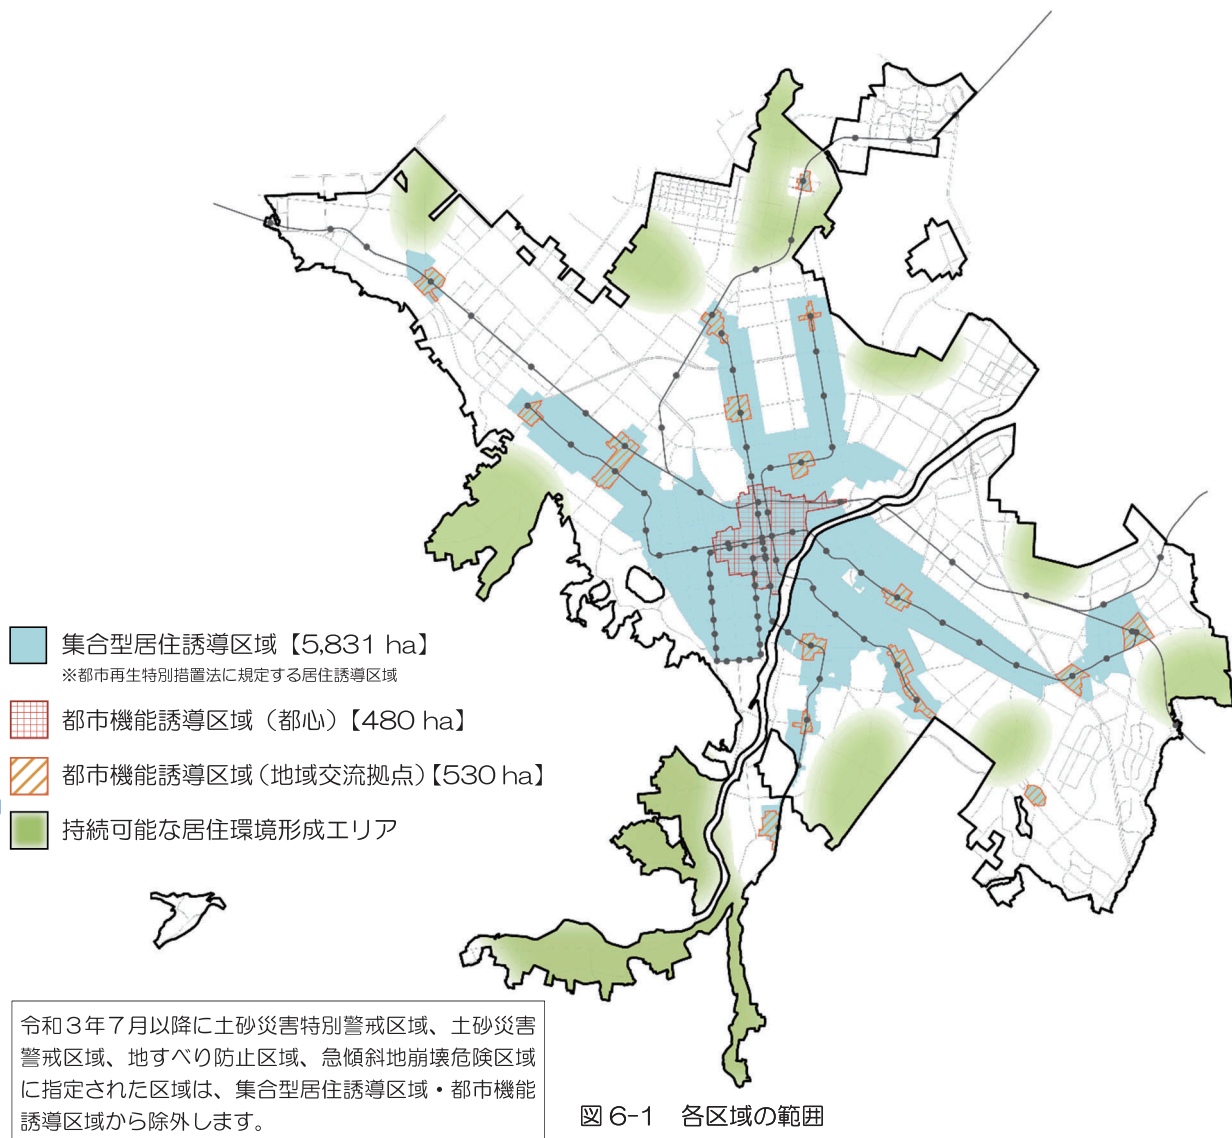 集合型居住誘導区域【5,831 ha】
※都市再生特別措置法に規定する居住誘導区域
都市機能誘導区域（都心）【480 ha】
都市機能誘導区域（地域交流拠点）【530 ha】
持続可能な居住環境形成エリア
令和３年７月以降に土砂災害特別警戒区域、土砂災害
警戒区域、地すべり防止区域、急傾斜地崩壊危険区域
に指定された区域は、集合型居住誘導区域・都市機能
誘導区域から除外します。
図 6-1　各区域の範囲